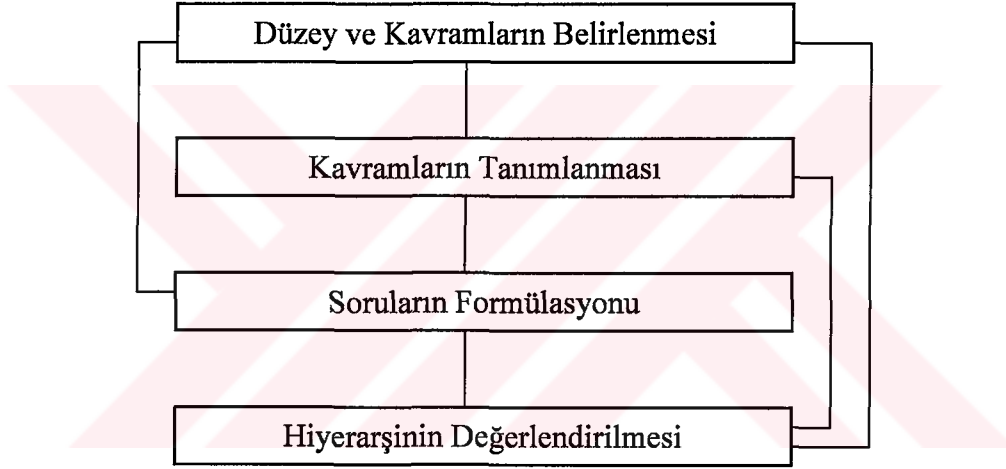 Düzey ve Kavramların Belirlenmesi
Kavramların Tanımlanması
Soruların Formülasyonu
Hiyerarşinin Değerlendirilmesi